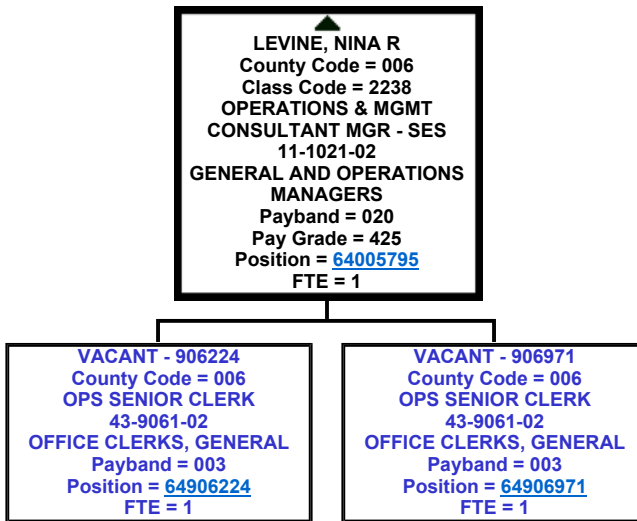 LEVINE, NINA R
County Code = 006
Class Code = 2238
OPERATIONS & MGMT
CONSULTANT MGR - SES
11-1021-02
GENERAL AND OPERATIONS
MANAGERS
Payband = 020
Pay Grade = 425
Position = 64005795
FTE = 1
VACANT - 906224
County Code = 006
OPS SENIOR CLERK
43-9061-02
OFFICE CLERKS, GENERAL
Payband = 003
Position = 64906224
FTE = 1
VACANT - 906971
County Code = 006
OPS SENIOR CLERK
43-9061-02
OFFICE CLERKS, GENERAL
Payband = 003
Position = 64906971
FTE = 1